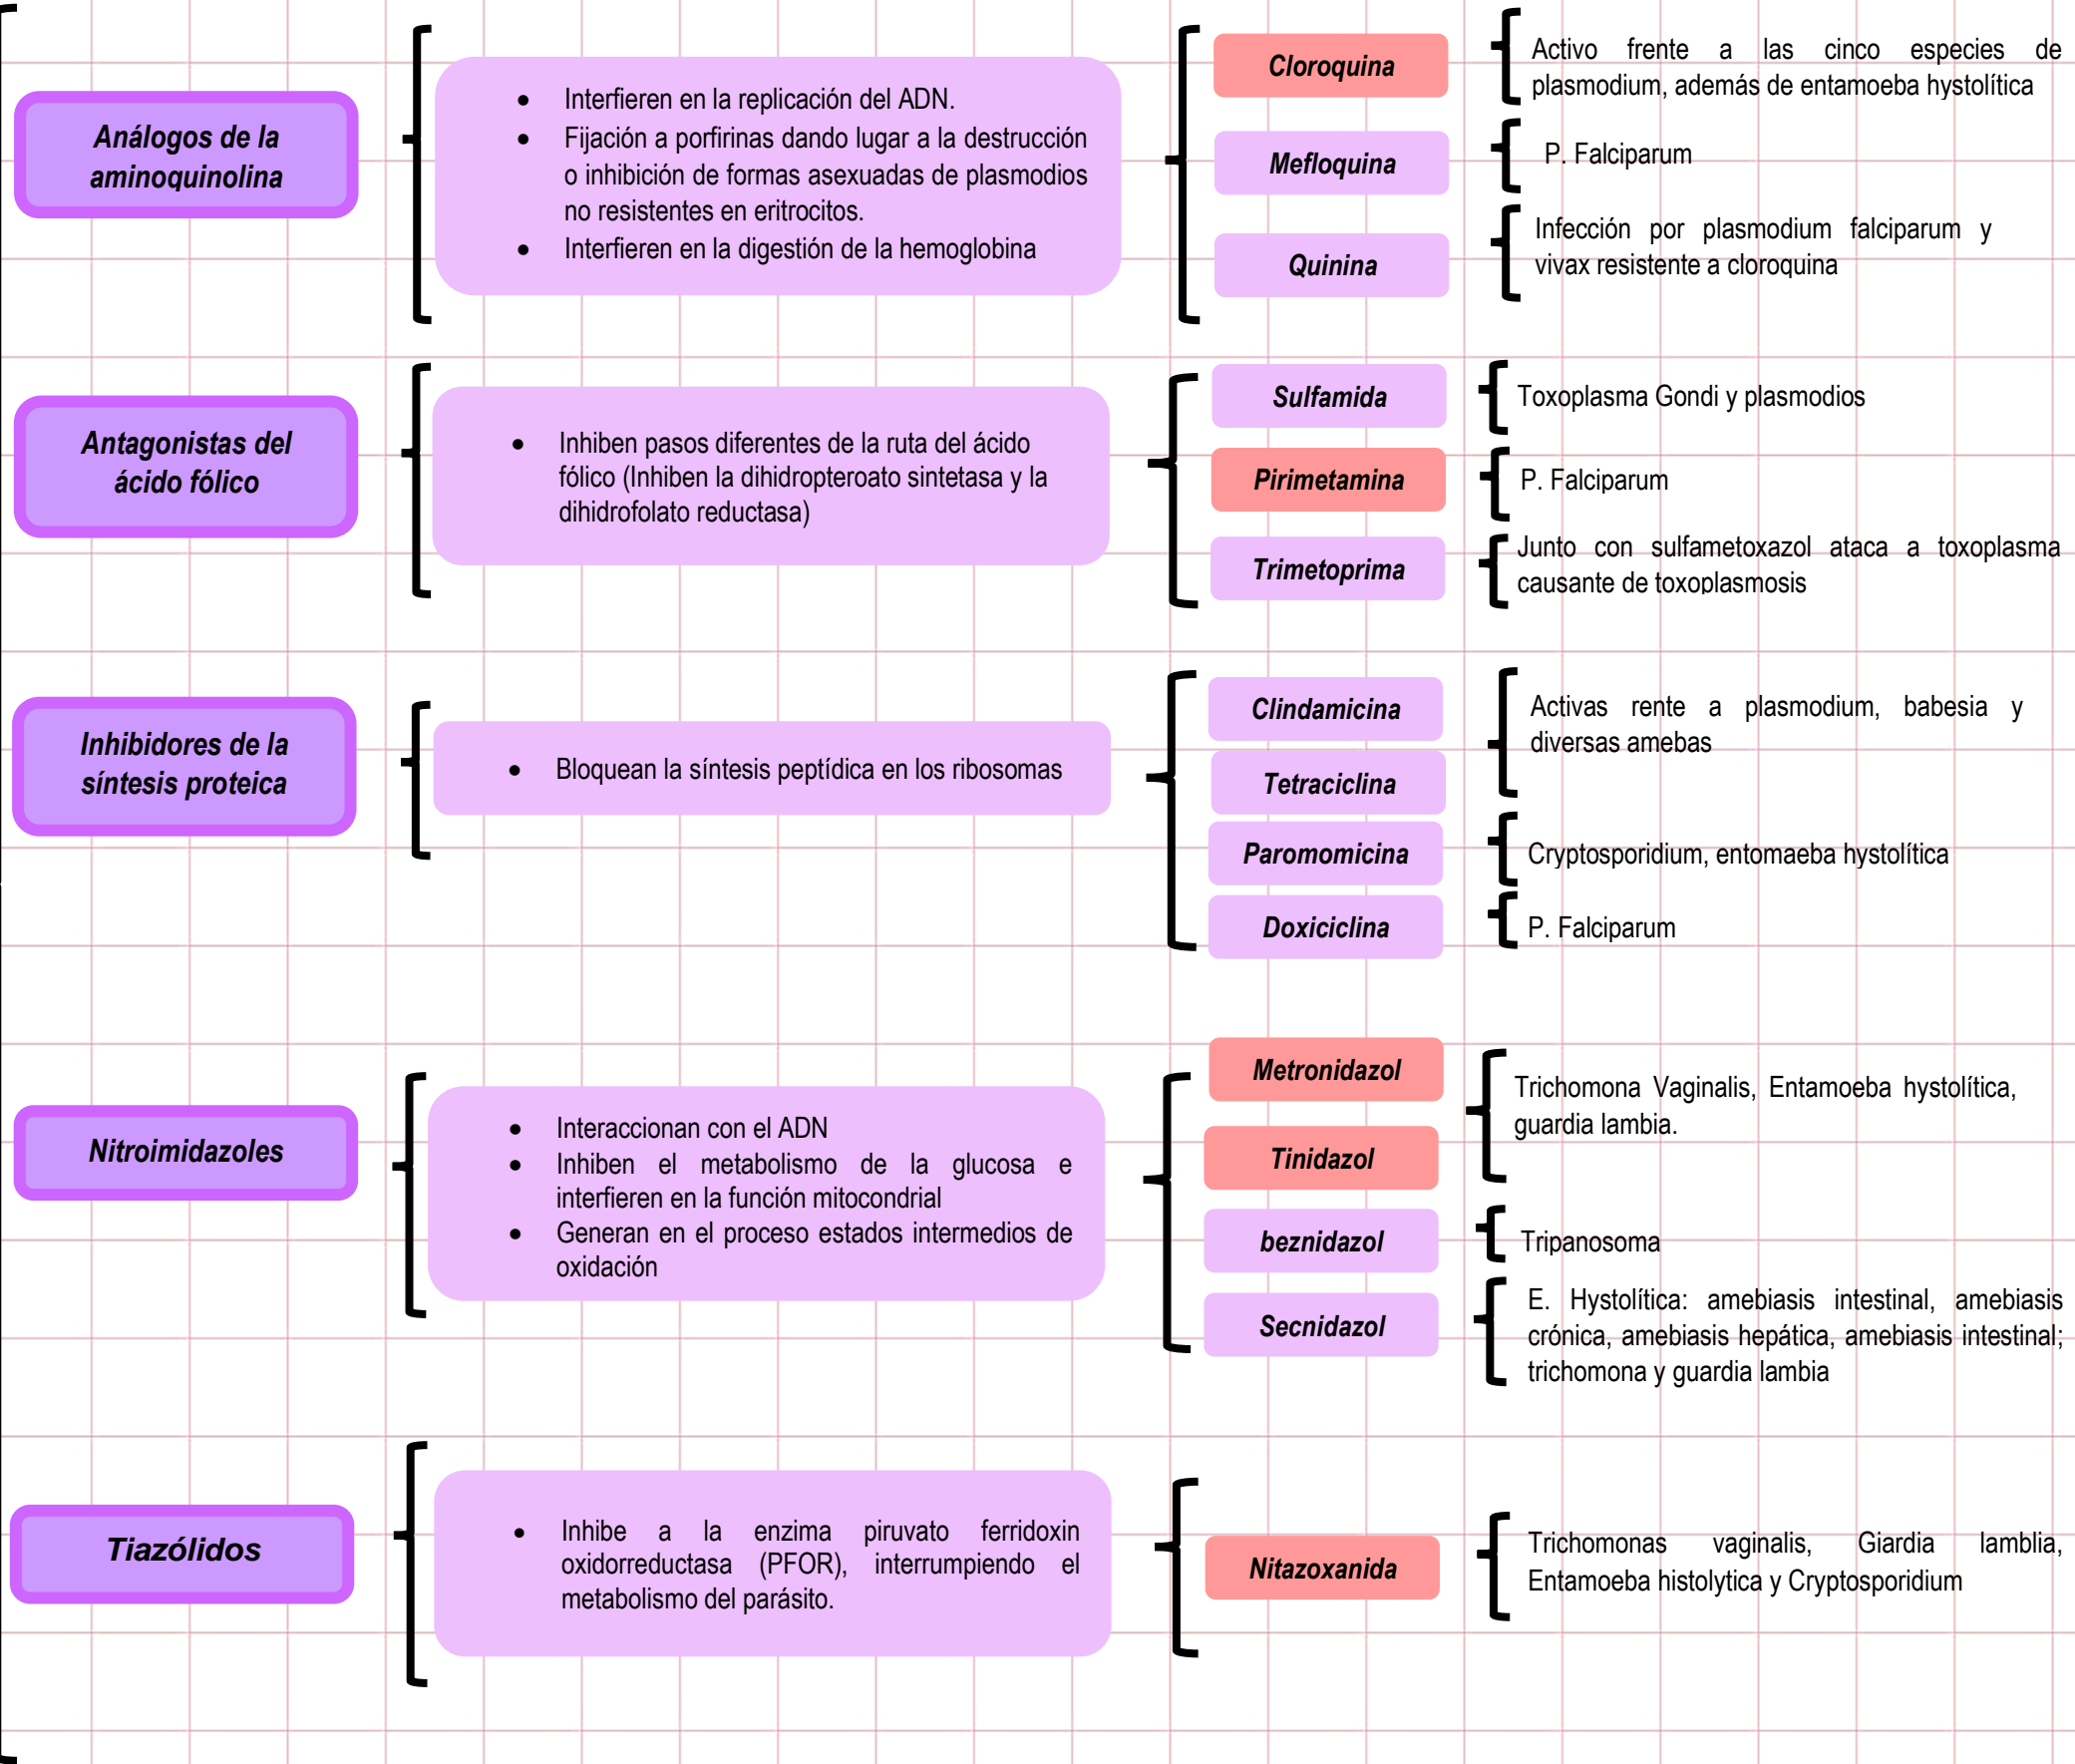 Análogos de la
aminoquinolina
• Interfieren en la replicación del ADN.
• Fijación a porfirinas dando lugar a la destrucción
o inhibición de formas asexuadas de plasmodios
no resistentes en eritrocitos.
• Interfieren en la digestión de la hemoglobina
Cloroquina
Activo frente a las cinco especies de
plasmodium, además de entamoeba hystolítica
Mefloquina
P. Falciparum
Quinina
Infección por plasmodium falciparum y
vivax resistente a cloroquina
Antagonistas del
ácido fólico
• Inhiben pasos diferentes de la ruta del ácido
fólico (Inhiben la dihidropteroato sintetasa y la
dihidrofolato reductasa)
Sulfamida
Toxoplasma Gondi y plasmodios
Pirimetamina
P. Falciparum
Trimetoprima
Junto con sulfametoxazol ataca a toxoplasma
causante de toxoplasmosis
Inhibidores de la
síntesis proteica
• Bloquean la síntesis peptídica en los ribosomas
Clindamicina
Tetraciclina
Activas rente a plasmodium, babesia y
diversas amebas
Paromomicina
Cryptosporidium, entomaeba hystolítica
Doxiciclina
P. Falciparum
Nitroimidazoles
• Interaccionan con el ADN
• Inhiben el metabolismo de la glucosa e
interfieren en la función mitocondrial
• Generan en el proceso estados intermedios de
oxidación
Metronidazol
Tinidazol
Trichomona Vaginalis, Entamoeba hystolítica,
guardia lambia.
beznidazol
Tripanosoma
Secnidazol
E. Hystolítica: amebiasis intestinal, amebiasis
crónica, amebiasis hepática, amebiasis intestinal;
trichomona y guardia lambia
Tiazólidos
• Inhibe a la enzima piruvato ferridoxin
oxidorreductasa (PFOR), interrumpiendo el
metabolismo del parásito.
Nitazoxanida
Trichomonas vaginalis, Giardia lamblia,
Entamoeba histolytica y Cryptosporidium